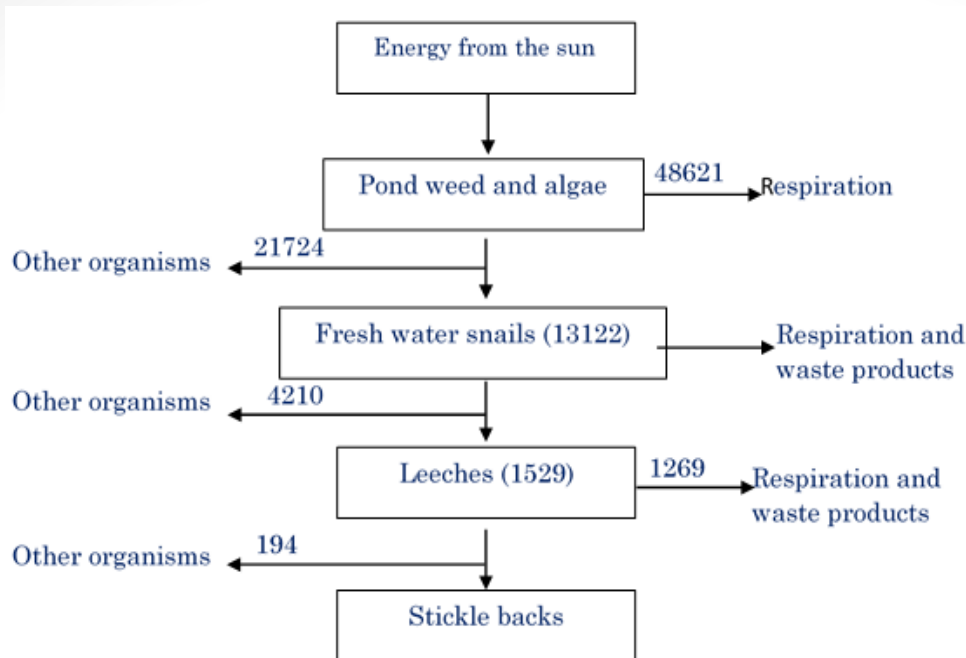 Energy from the sun
Pond weed and algae
48621
Respiration
21724
Other organisms
Fresh water snails (13122)
Respiration and
waste products
4210
Other organisms
Leeches (1529)
1269
Respiration and
waste products
194
Other organisms
Stickle backs